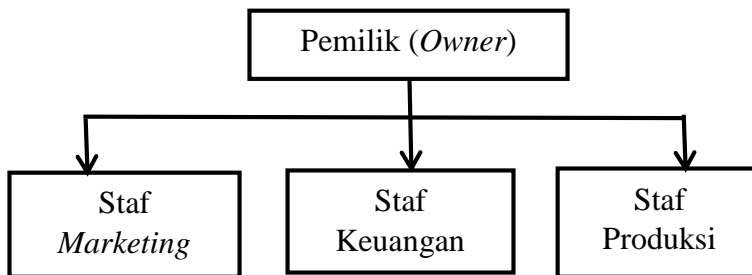 Pemilik (Owner)
Staf
Marketing
Staf
Keuangan
Staf
Produksi